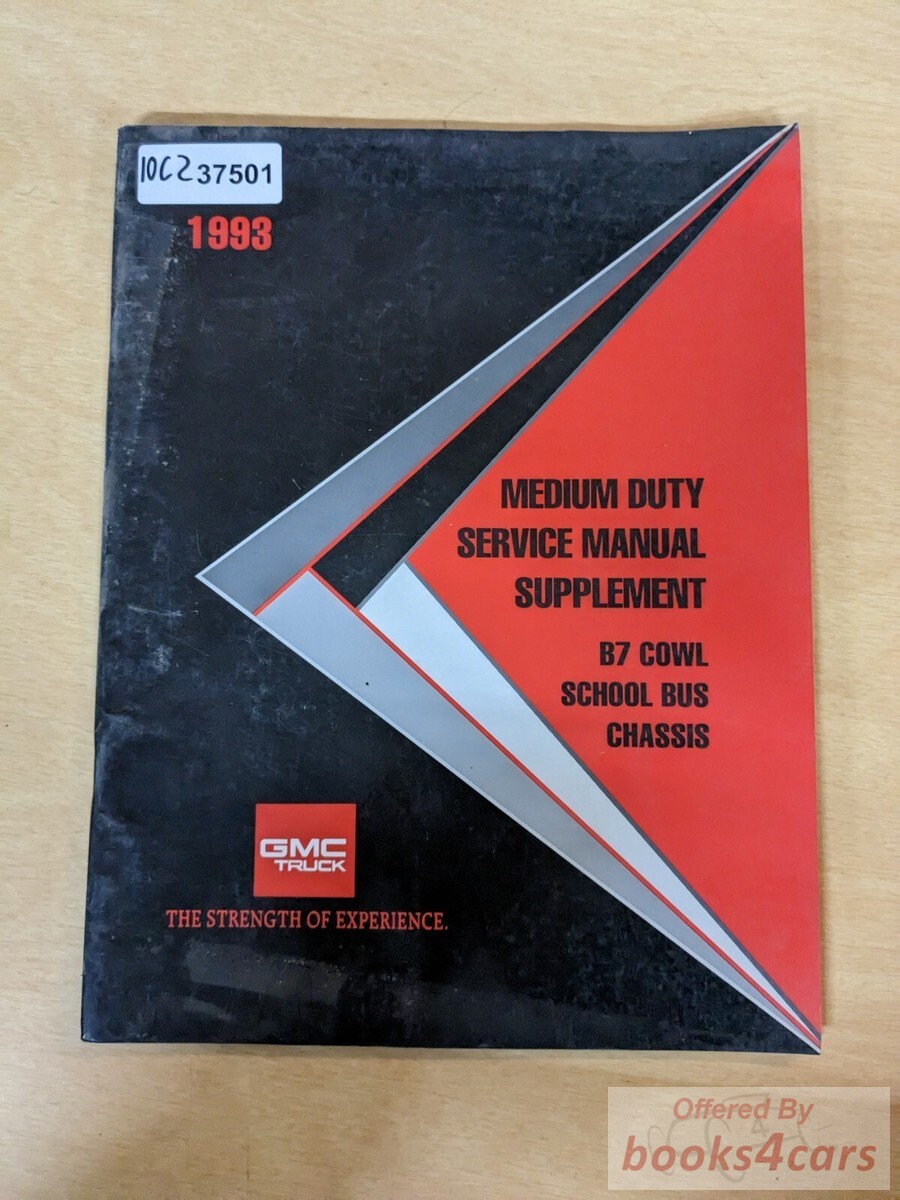 10C2 37501
1993
MEDIUM DUTY
SERVICE MANUAL
SUPPLEMENT
B7 COWL
SCHOOL BUS
CHASSIS
GMC
TRUCK
THE STRENGTH OF EXPERIENCE.
Offered By
books4cars